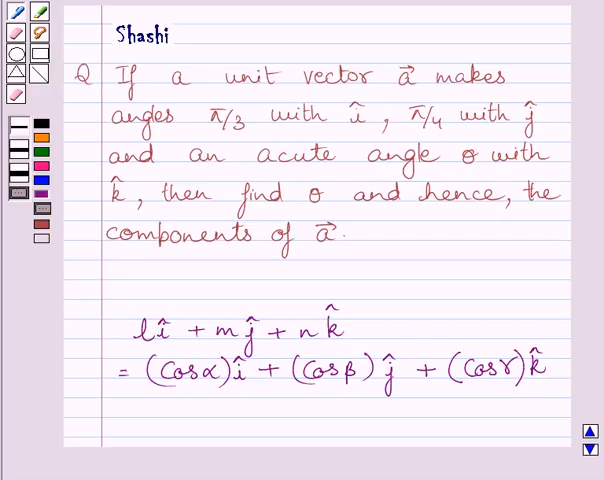 Shashi
Q If a unit vector a⃗ makes
angles π/3 with î, π/4 with ĵ
and an acute angle θ with
k̂, then find θ and hence, the
components of a⃗.
lî + mĵ + nk̂
= (Cosα)î + (Cosβ)ĵ + (Cosγ)k̂